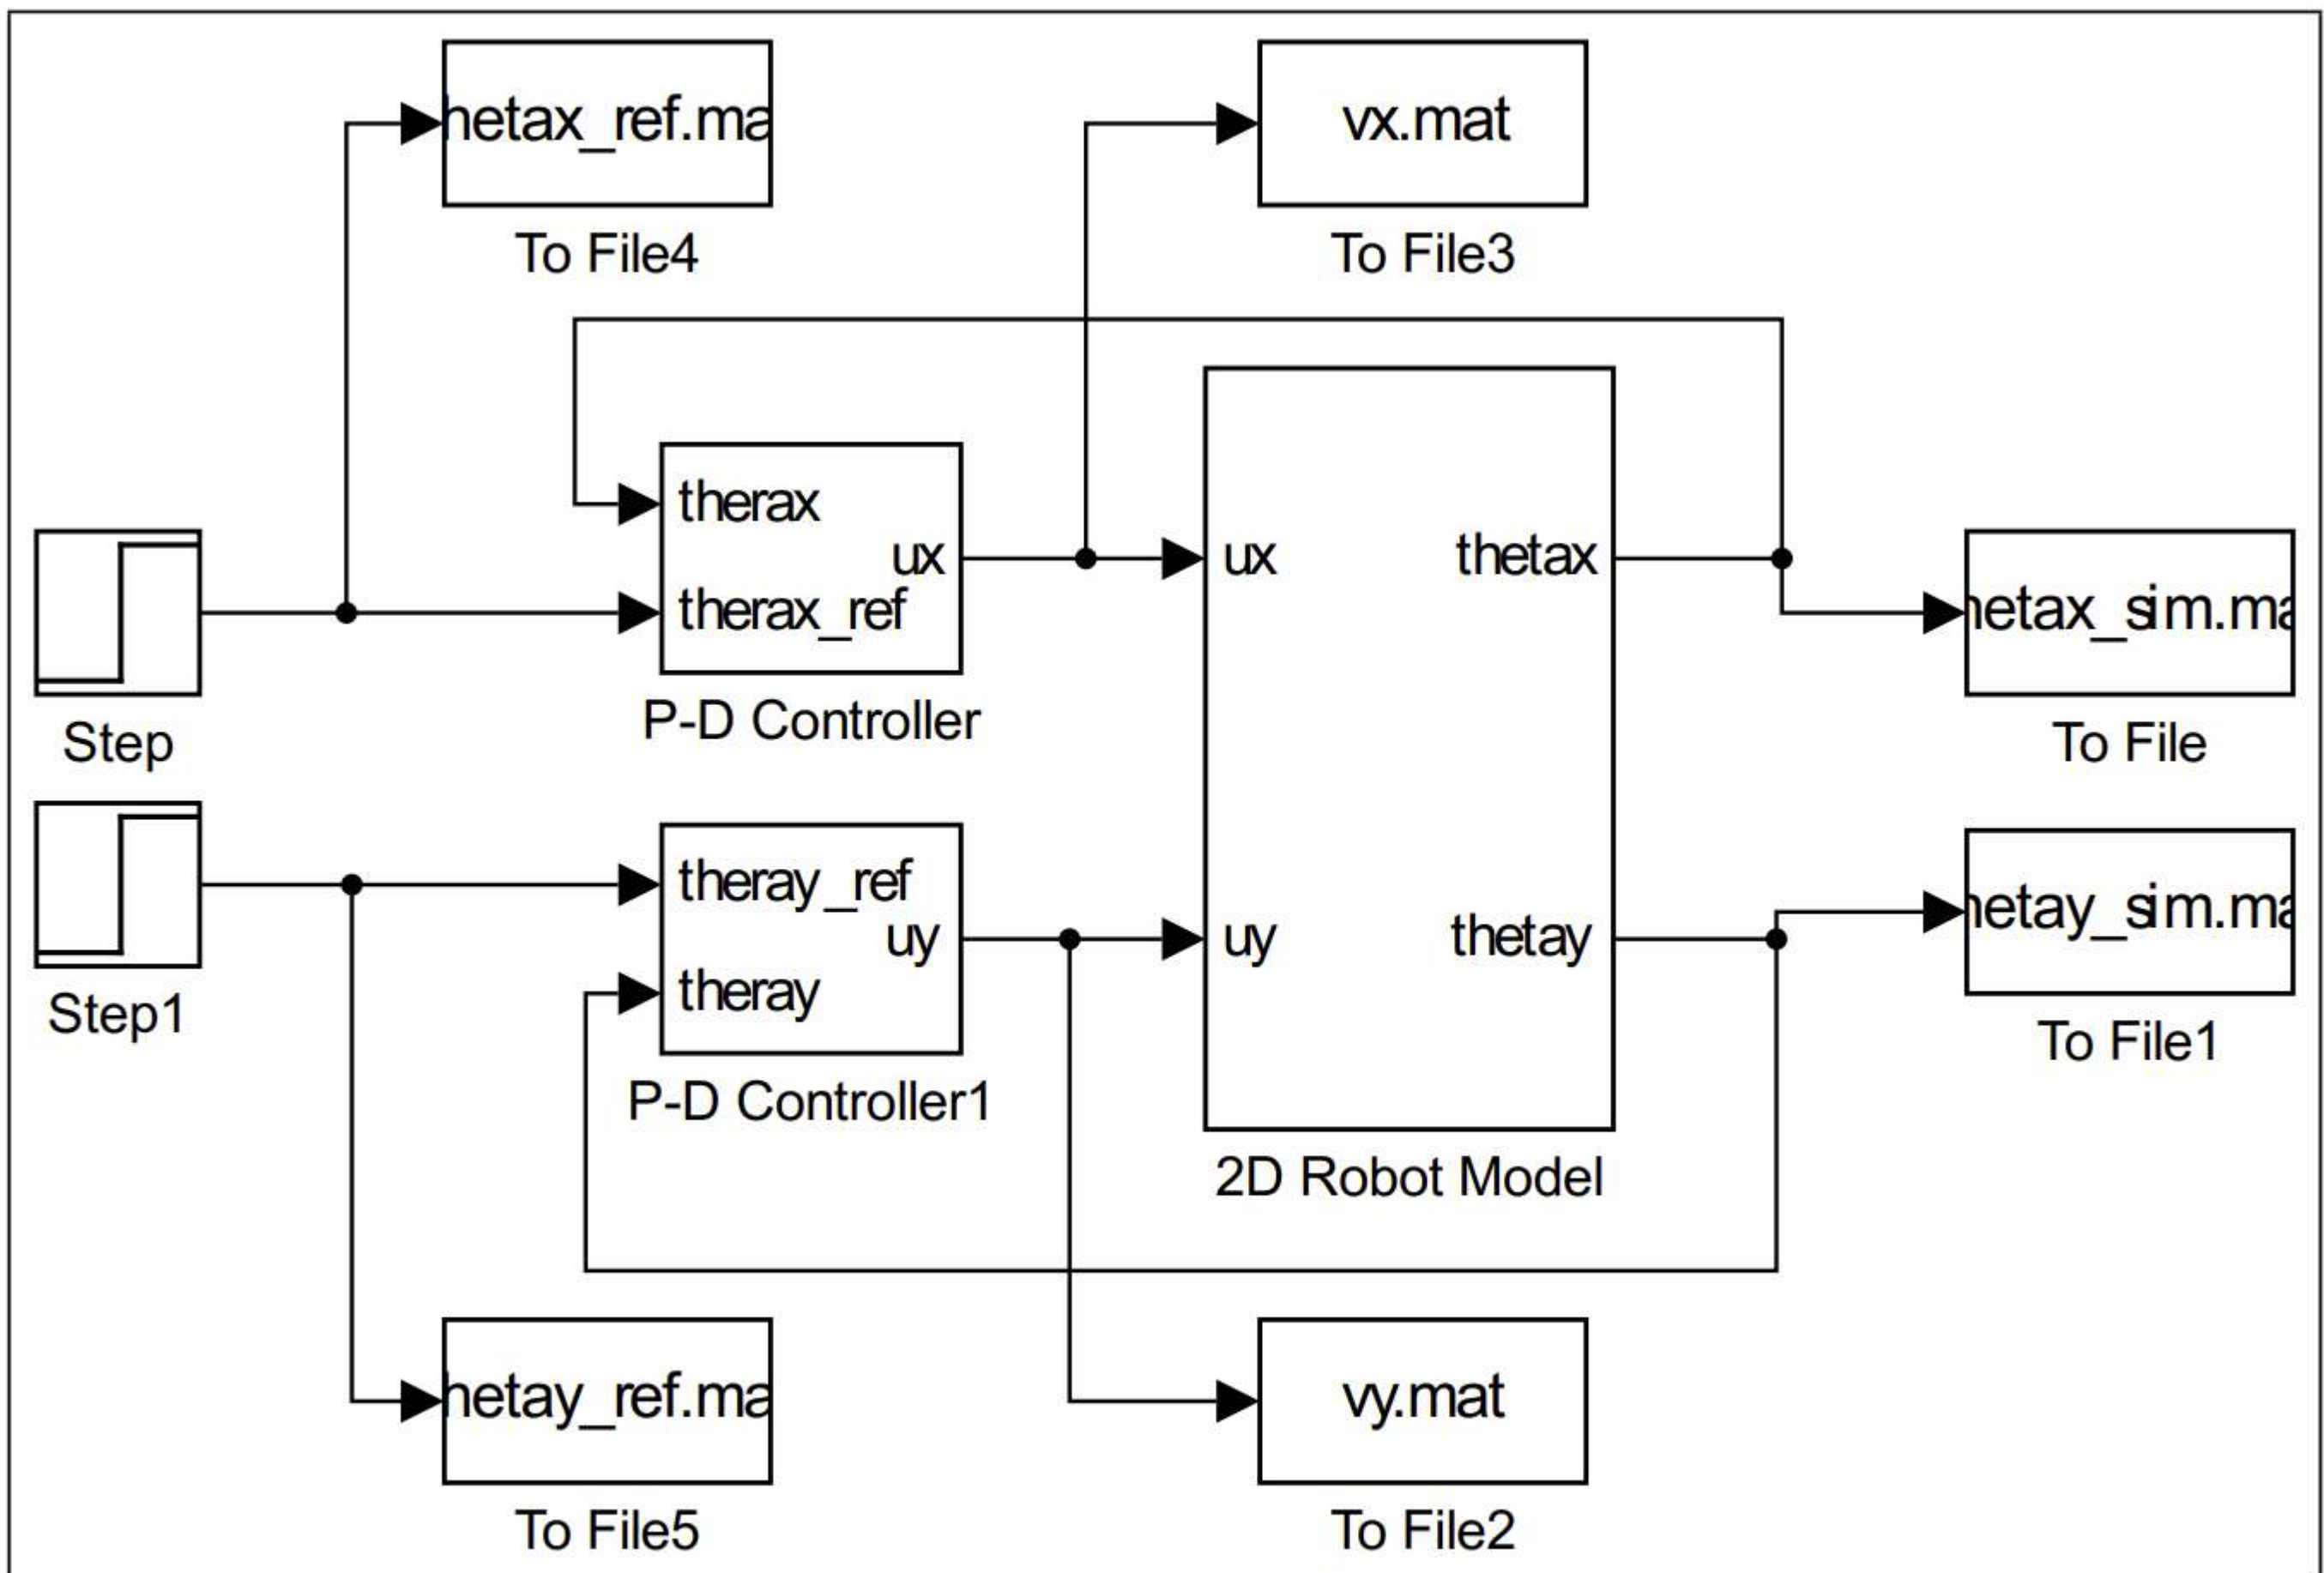 hetax_ref.ma
To File4
vx.mat
To File3
therax
ux
therax_ref
P-D Controller
ux
thetax
hetax_sim.ma
To File
Step
Step1
theray_ref
uy
theray
P-D Controller1
uy
thetay
2D Robot Model
hetay_sim.ma
To File1
hetay_ref.ma
To File5
vy.mat
To File2